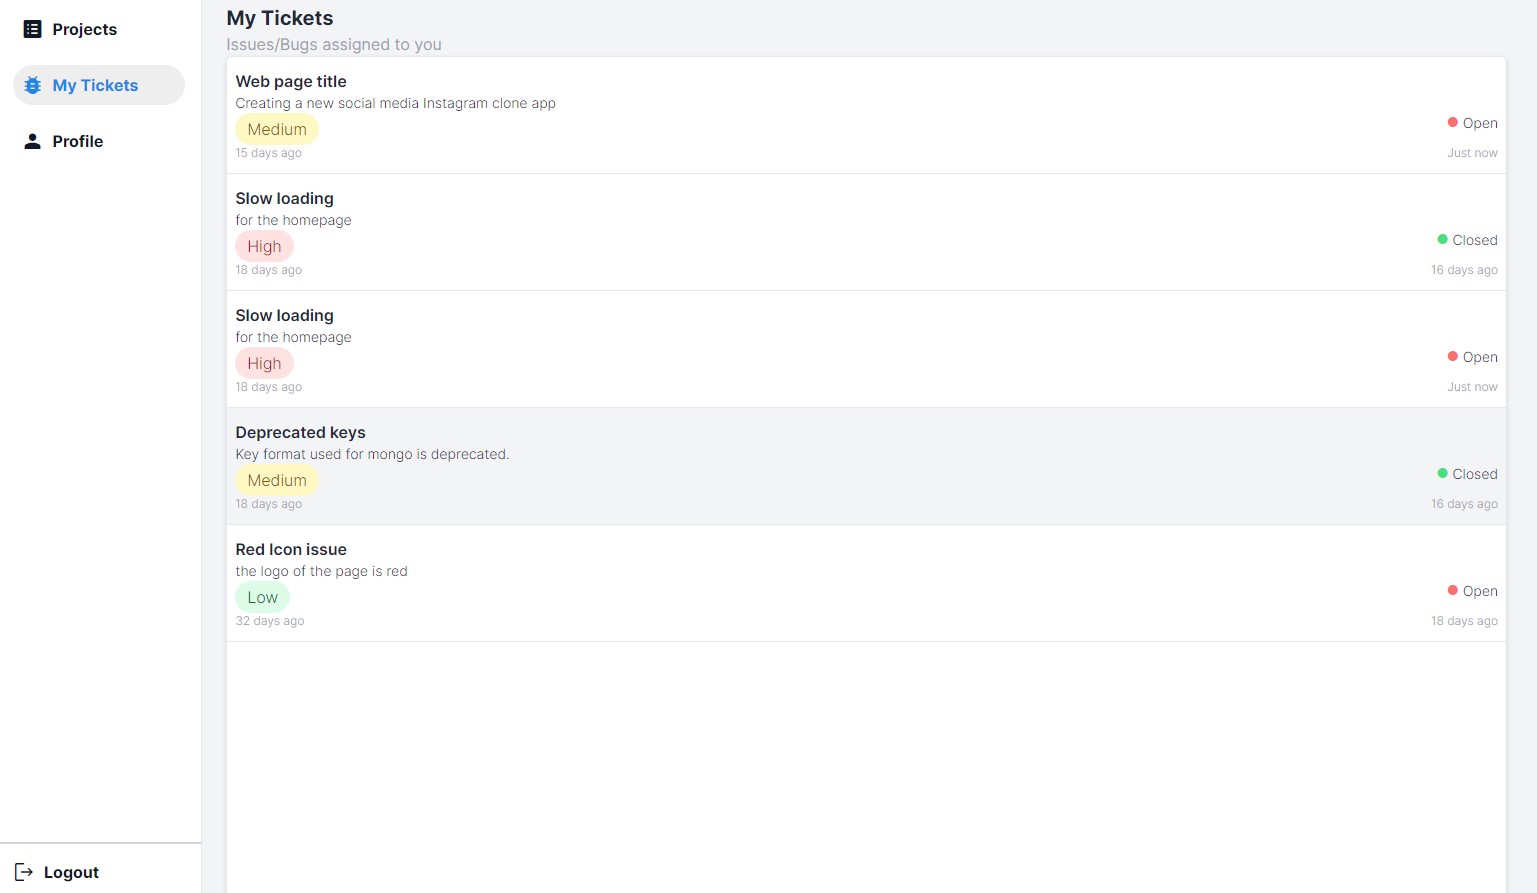 Projects
My Tickets
Profile
Logout
My Tickets
Issues/Bugs assigned to you
Web page title
Creating a new social media Instagram clone app
Medium
Open
15 days ago
Just now
Slow loading
for the homepage
High
Closed
18 days ago
16 days ago
Slow loading
for the homepage
High
Open
18 days ago
Just now
Deprecated keys
Key format used for mongo is deprecated.
Medium
Closed
18 days ago
16 days ago
Red Icon issue
the logo of the page is red
Low
Open
32 days ago
18 days ago